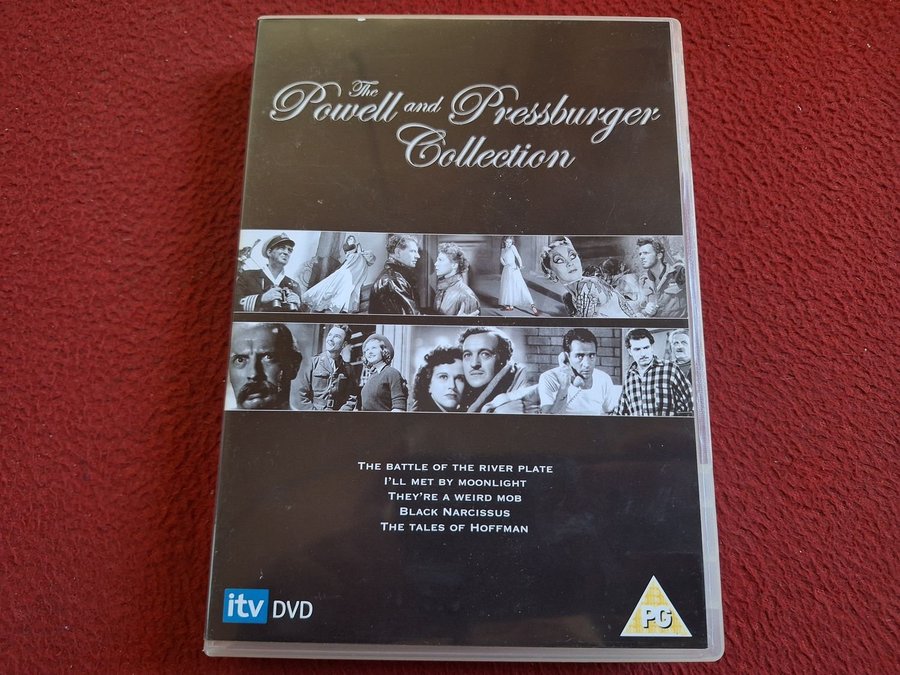 The
Powell and Pressburger
Collection
THE BATTLE OF THE RIVER PLATE
I'LL MET BY MOONLIGHT
THEY'RE A WEIRD MOB
BLACK NARCISSUS
THE TALES OF HOFFMAN
itv DVD
PG